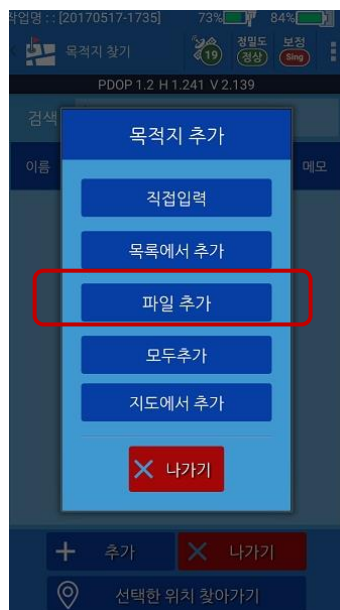 작업명 : : [20170517-1735] 73% 84%
목적지 찾기 19 정밀도 정상 보정 Sing
PDOP 1.2 H 1.241 V 2.139
검색
목적지 추가
이름 메모
직접입력
목록에서 추가
파일 추가
모두추가
지도에서 추가
나가기
추가 나가기
선택한 위치 찾아가기